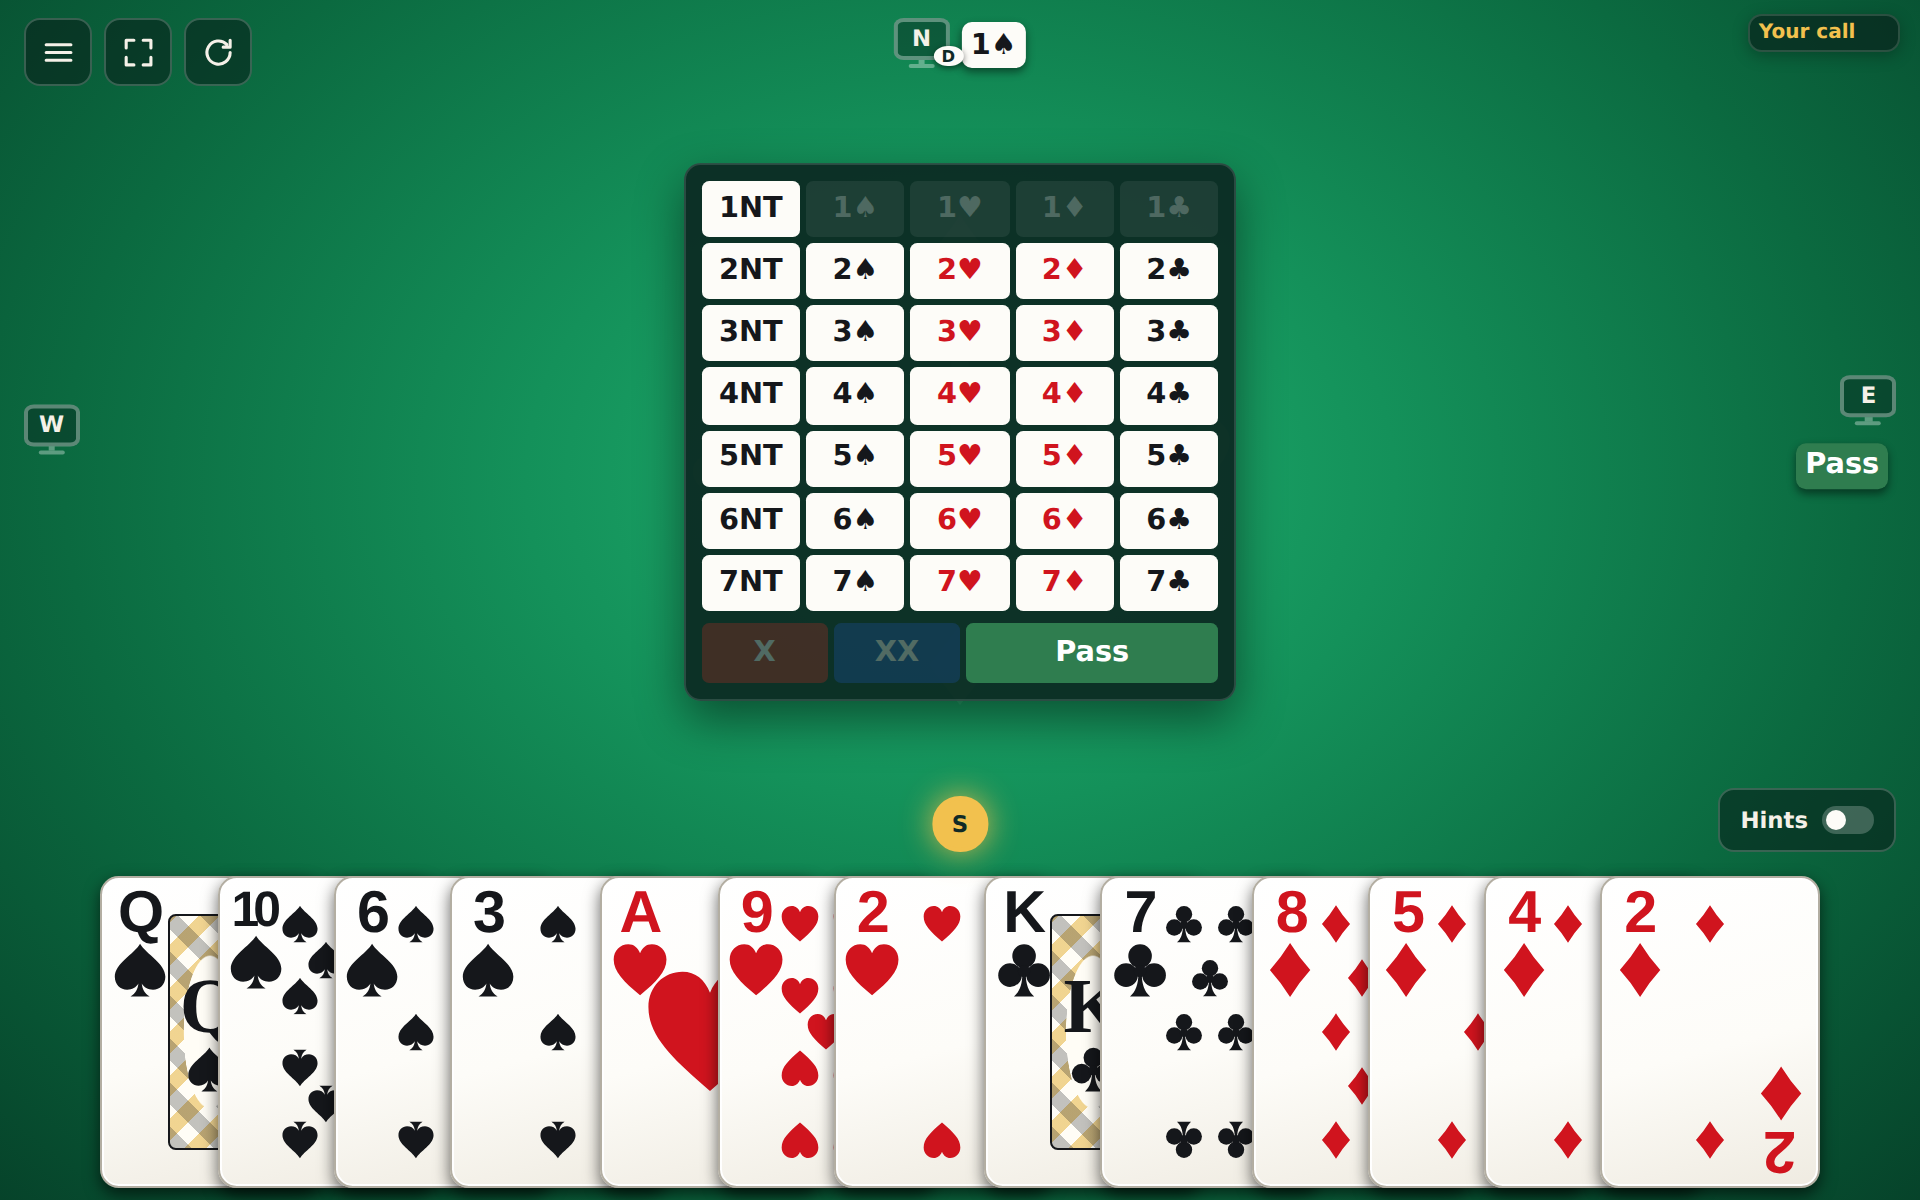 N
D
1♠
Your call
1NT 1♠ 1♥ 1♦ 1♣
2NT 2♠ 2♥ 2♦ 2♣
3NT 3♠ 3♥ 3♦ 3♣
4NT 4♠ 4♥ 4♦ 4♣
5NT 5♠ 5♥ 5♦ 5♣
6NT 6♠ 6♥ 6♦ 6♣
7NT 7♠ 7♥ 7♦ 7♣
X XX Pass
W
E
Pass
S
Hints
Q 10 6 3 A 9 2 K 7 8 5 4 2
Q K
2